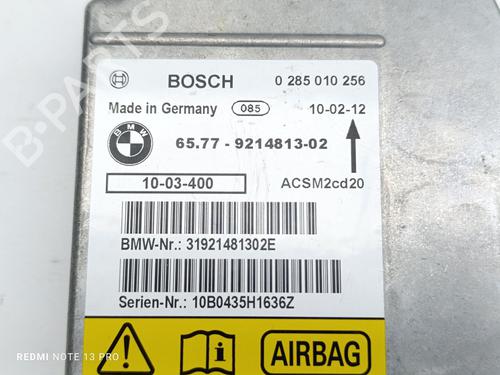 BOSCH 0 285 010 256
Made in Germany 085 10-02-12
BMW
65.77 - 9214813-02
10-03-400 ACSM2cd20
BMW-Nr.: 31921481302E
Serien-Nr.: 10B0435H1636Z
AIRBAG
REDMI NOTE 13 PRO
B-PARTS